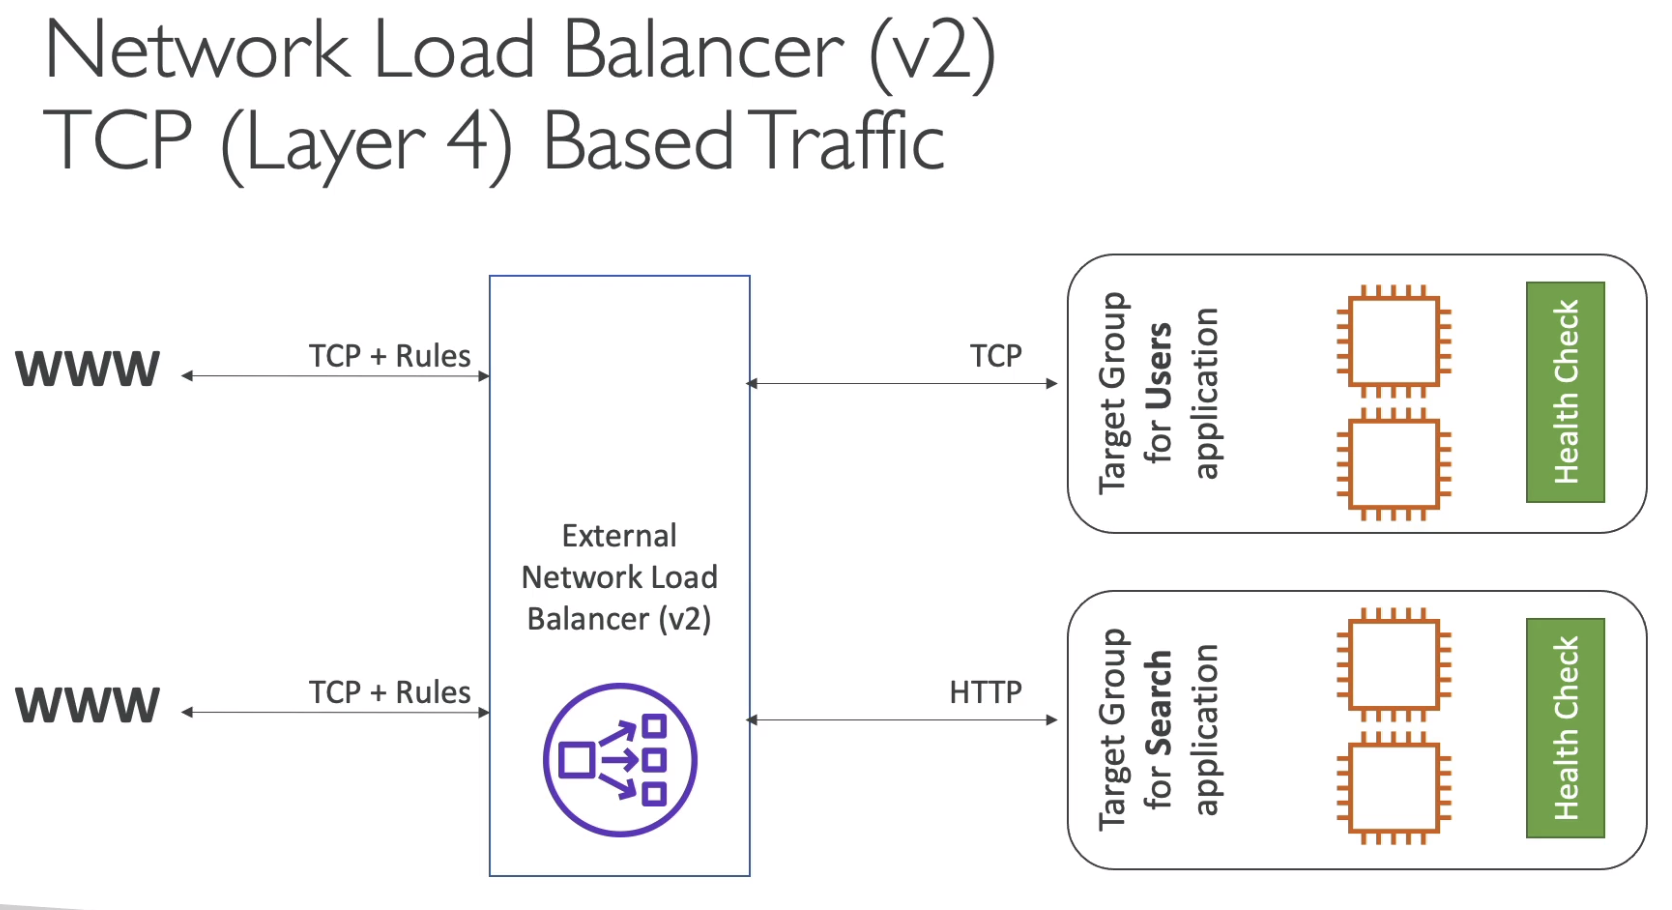 Network Load Balancer (v2)
TCP (Layer 4) Based Traffic
WWW
TCP + Rules
TCP
Target Group
for Users
application
Health Check
External
Network Load
Balancer (v2)
WWW
TCP + Rules
HTTP
Target Group
for Search
application
Health Check